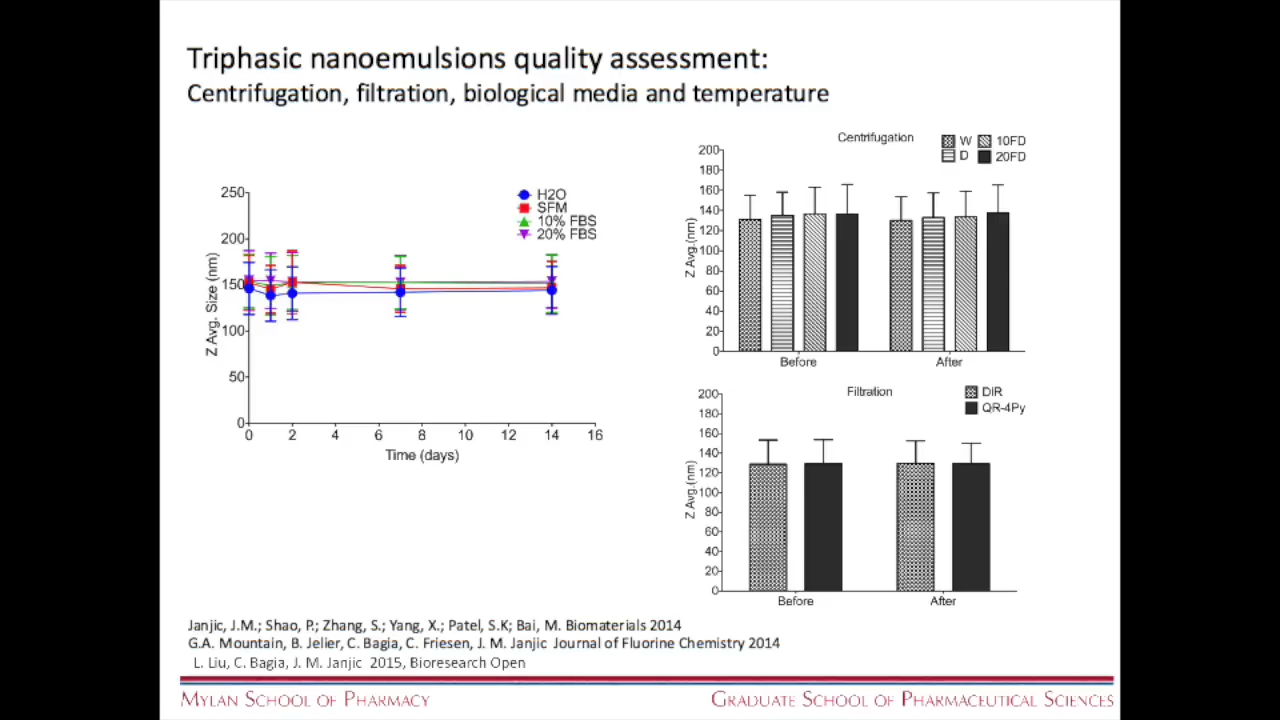 Triphasic nanoemulsions quality assessment:
Centrifugation, filtration, biological media and temperature
250
200
150
100
50
0
Z Avg. Size (nm)
H2O
SFM
10% FBS
20% FBS
0 2 4 6 8 10 12 14 16
Time (days)
Centrifugation
W 10FD
D 20FD
200
180
160
140
120
100
80
60
40
20
0
Z Avg.(nm)
Before After
Filtration
DIR
QR-4Py
200
180
160
140
120
100
80
60
40
20
0
Z Avg.(nm)
Before After
Janjic, J.M.; Shao, P.; Zhang, S.; Yang, X.; Patel, S.K; Bai, M. Biomaterials 2014
G.A. Mountain, B. Jelier, C. Bagia, C. Friesen, J. M. Janjic Journal of Fluorine Chemistry 2014
L. Liu, C. Bagia, J. M. Janjic 2015, Bioresearch Open
MYLAN SCHOOL OF PHARMACY
GRADUATE SCHOOL OF PHARMACEUTICAL SCIENCES